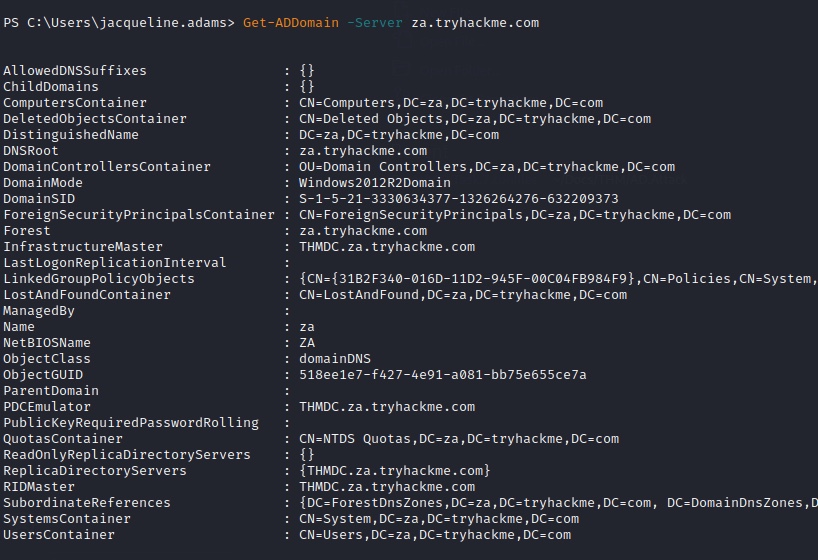 PS C:\Users\jacqueline.adams> Get-ADDomain -Server za.tryhackme.com
AllowedDNSSuffixes : {}
ChildDomains : {}
ComputersContainer : CN=Computers,DC=za,DC=tryhackme,DC=com
DeletedObjectsContainer : CN=Deleted Objects,DC=za,DC=tryhackme,DC=com
DistinguishedName : DC=za,DC=tryhackme,DC=com
DNSRoot : za.tryhackme.com
DomainControllersContainer : OU=Domain Controllers,DC=za,DC=tryhackme,DC=com
DomainMode : Windows2012R2Domain
DomainSID : S-1-5-21-3330634377-1326264276-632209373
ForeignSecurityPrincipalsContainer : CN=ForeignSecurityPrincipals,DC=za,DC=tryhackme,DC=com
Forest : za.tryhackme.com
InfrastructureMaster : THMDC.za.tryhackme.com
LastLogonReplicationInterval :
LinkedGroupPolicyObjects : {CN={31B2F340-016D-11D2-945F-00C04FB984F9},CN=Policies,CN=System,
LostAndFoundContainer : CN=LostAndFound,DC=za,DC=tryhackme,DC=com
ManagedBy :
Name : za
NetBIOSName : ZA
ObjectClass : domainDNS
ObjectGUID : 518ee1e7-f427-4e91-a081-bb75e655ce7a
ParentDomain :
PDCEmulator : THMDC.za.tryhackme.com
PublicKeyRequiredPasswordRolling :
QuotasContainer : CN=NTDS Quotas,DC=za,DC=tryhackme,DC=com
ReadOnlyReplicaDirectoryServers : {}
ReplicaDirectoryServers : {THMDC.za.tryhackme.com}
RIDMaster : THMDC.za.tryhackme.com
SubordinateReferences : {DC=ForestDnsZones,DC=za,DC=tryhackme,DC=com, DC=DomainDnsZones,D
SystemsContainer : CN=System,DC=za,DC=tryhackme,DC=com
UsersContainer : CN=Users,DC=za,DC=tryhackme,DC=com